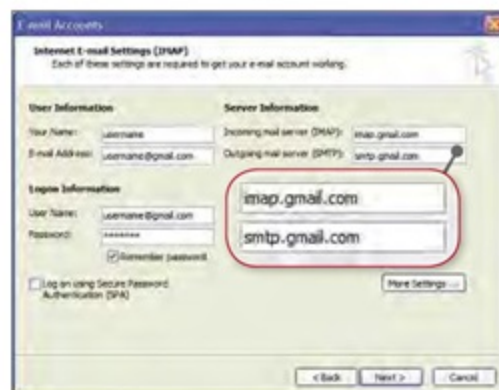 E-mail Accounts
Internet E-mail Settings (IMAP)
Each of these settings are required to get your e-mail account working.
User Information
Your Name: username
E-mail Address: username@gmail.com
Server Information
Incoming mail server (IMAP): imap.gmail.com
Outgoing mail server (SMTP): smtp.gmail.com
Logon Information
User Name: username@gmail.com
Password: *******
Remember password
Log on using Secure Password
Authentication (SPA)
imap.gmail.com
smtp.gmail.com
More Settings ...
< Back
Next >
Cancel